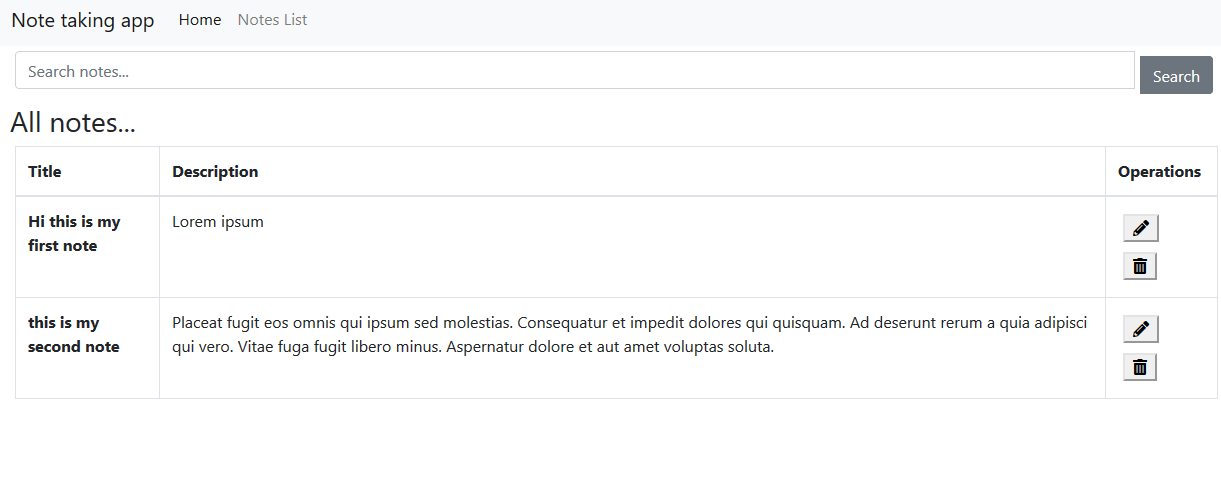 Note taking app Home Notes List
Search notes... Search
All notes...
Title Description Operations
Hi this is my Lorem ipsum
first note
this is my Placeat fugit eos omnis qui ipsum sed molestias. Consequatur et impedit dolores qui quisquam. Ad deserunt rerum a quia adipisci
second note qui vero. Vitae fuga fugit libero minus. Aspernatur dolore et aut amet voluptas soluta.